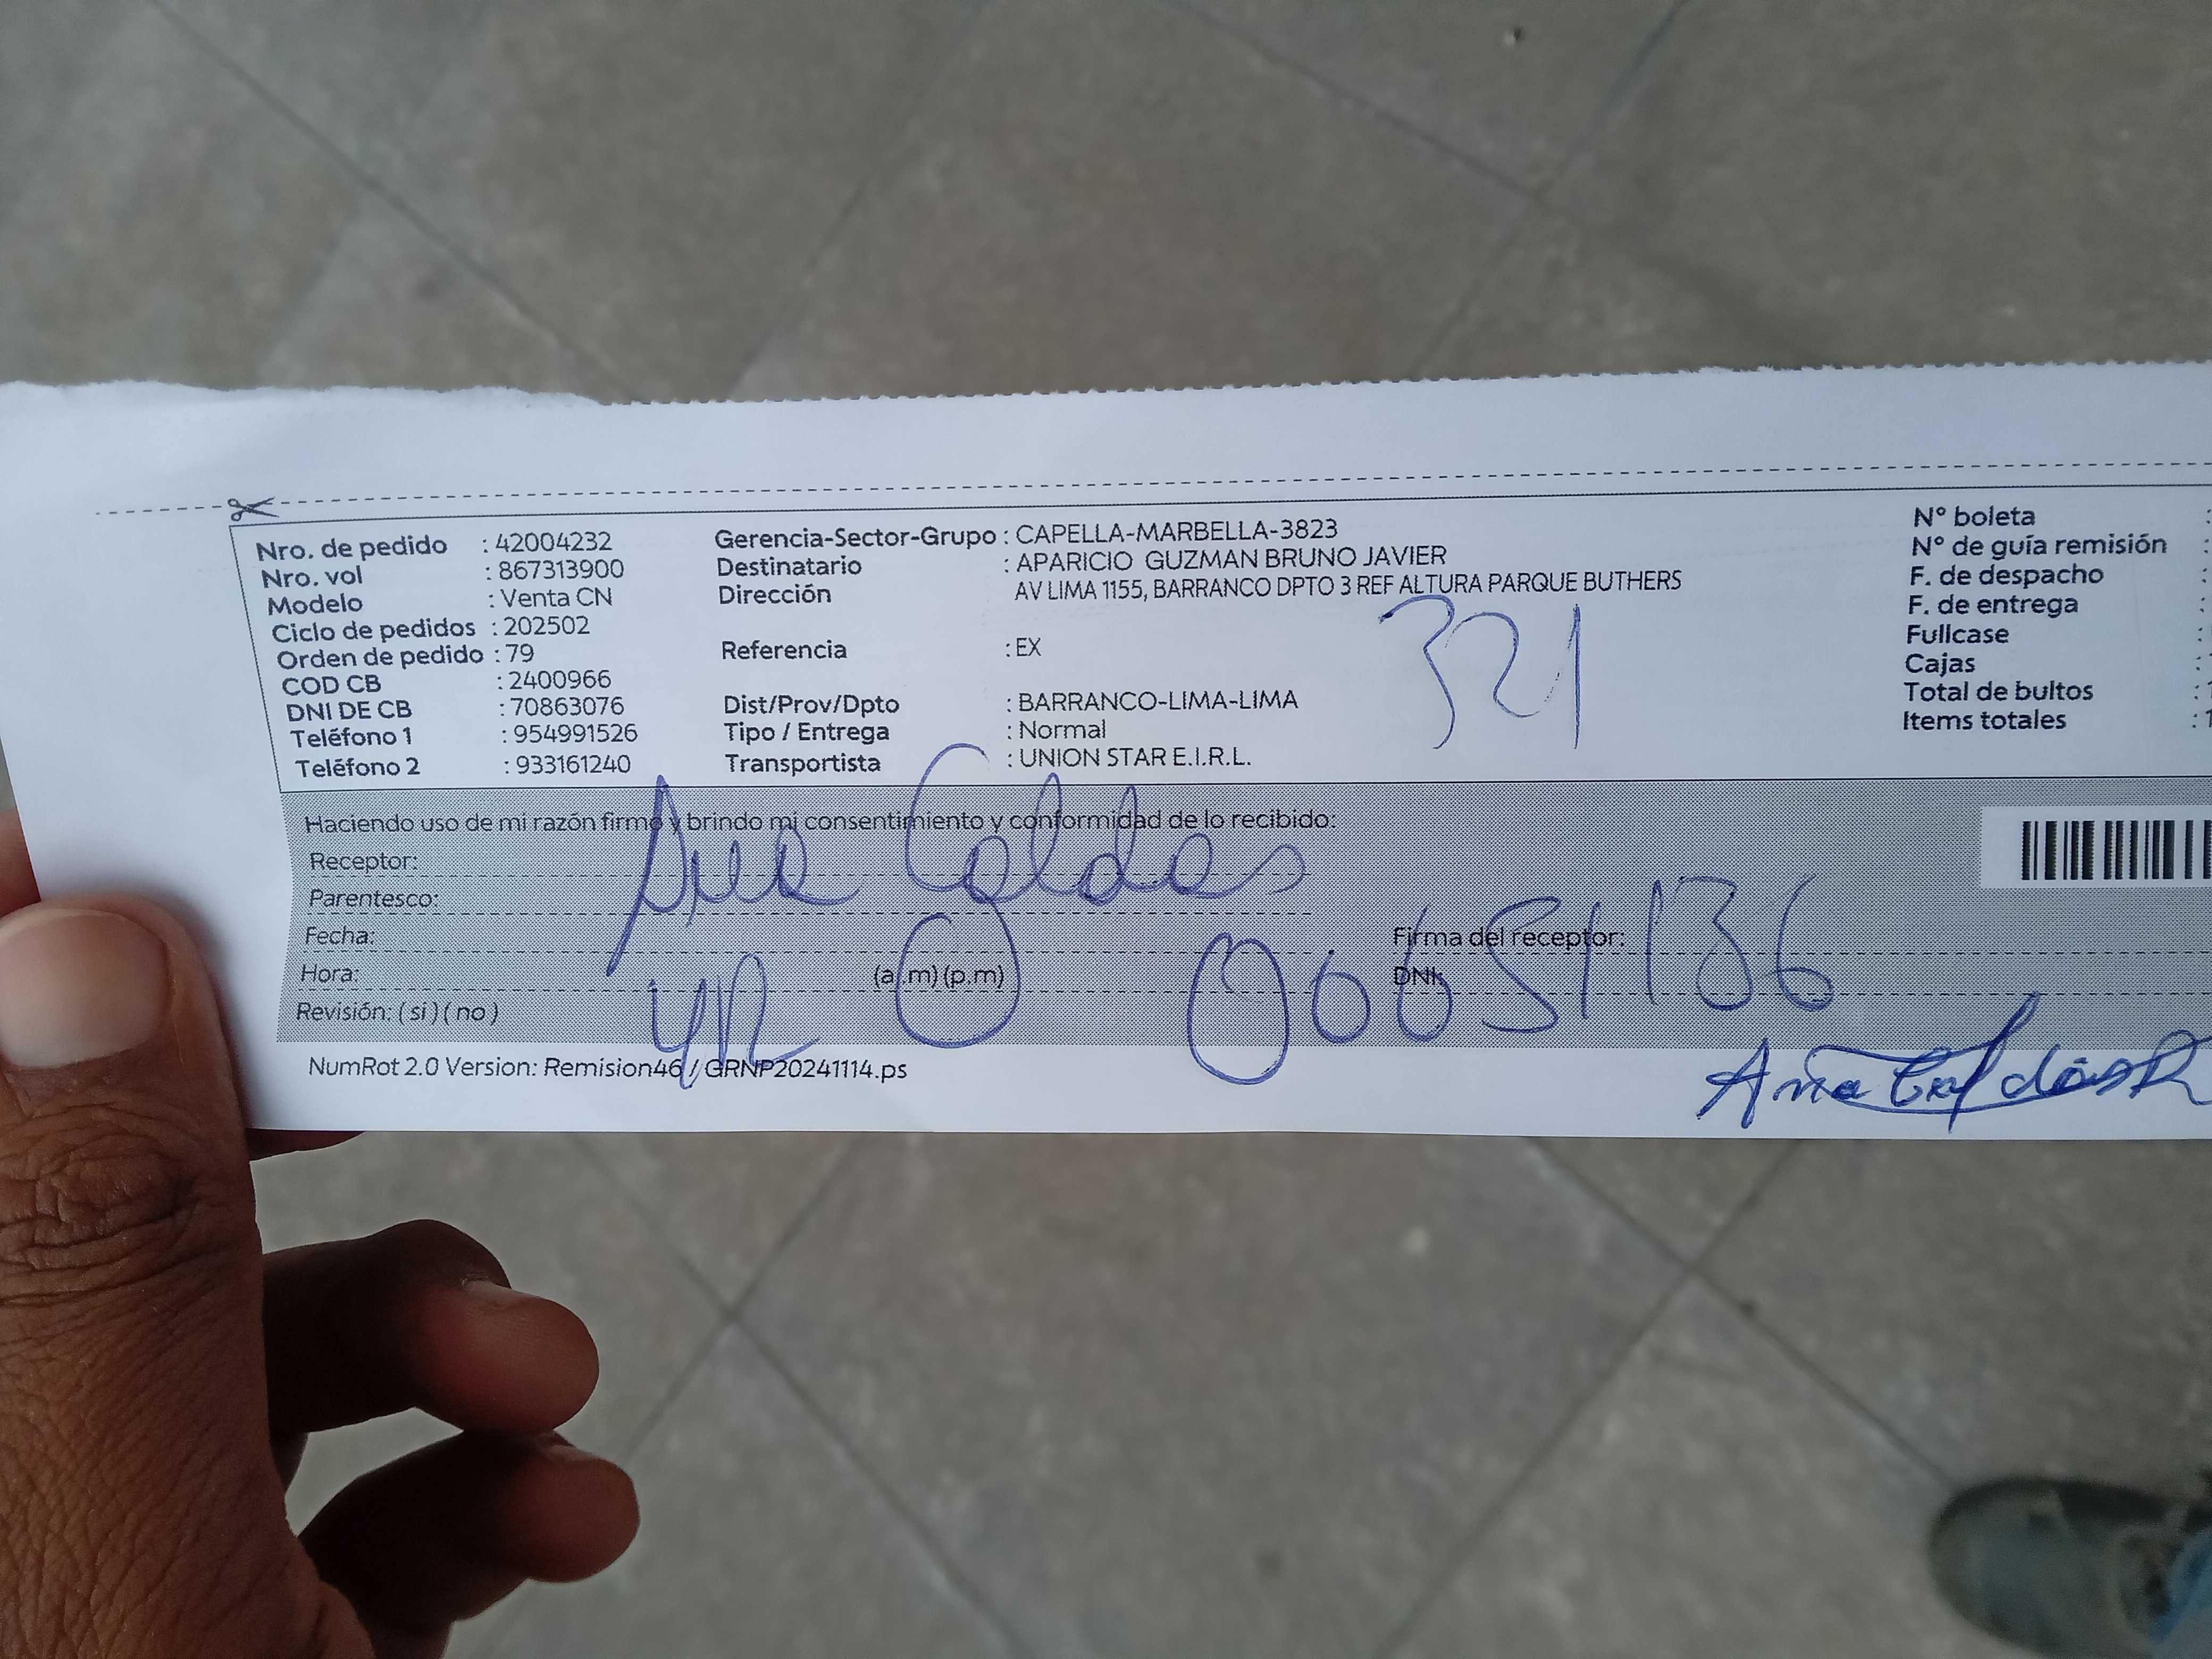 Nro. de pedido : 42004232
Nro. vol : 867313900
Modelo : Venta CN
Ciclo de pedidos : 202502
Orden de pedido : 79
COD CB : 2400966
DNI DE CB : 70863076
Teléfono 1 : 954991526
Teléfono 2 : 933161240
Gerencia-Sector-Grupo : CAPELLA-MARBELLA-3823
Destinatario : APARICIO GUZMAN BRUNO JAVIER
Dirección AV LIMA 1155, BARRANCO DPTO 3 REF ALTURA PARQUE BUTHERS
Referencia : EX
Dist/Prov/Dpto : BARRANCO-LIMA-LIMA
Tipo / Entrega : Normal
Transportista : UNION STAR E.I.R.L.
321
Nº boleta :
Nº de guía remisión :
F. de despacho :
F. de entrega :
Fullcase :
Cajas :
Total de bultos :
Items totales :
Haciendo uso de mi razón firmo y brindo mi consentimiento y conformidad de lo recibido:
Receptor: Ana Caldas
Parentesco:
Fecha:
Hora: (a.m) (p.m)
Revisión: ( si ) ( no )
Firma del receptor:
DNI:
NumRot 2.0 Version: Remision46 / GRNP20241114.ps
Ana Caldas R